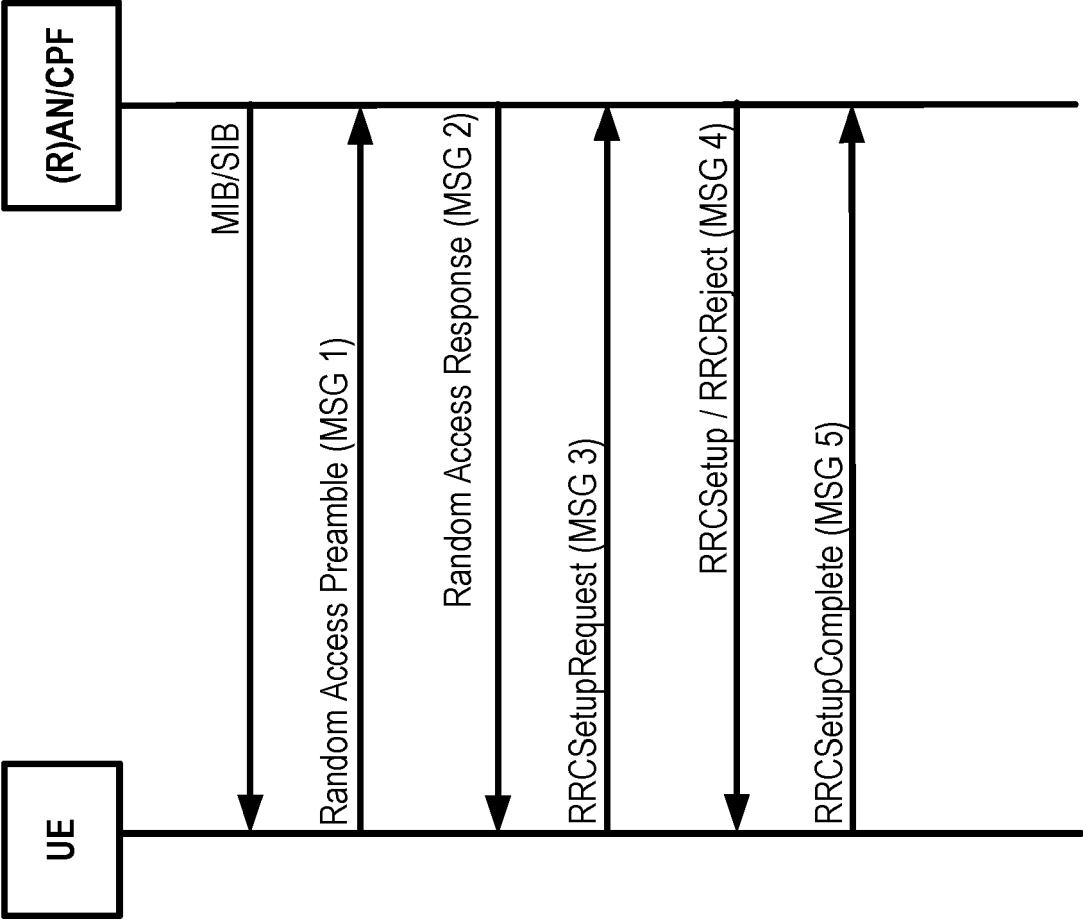 UE
(R)AN/CPF
MIB/SIB
Random Access Preamble (MSG 1)
Random Access Response (MSG 2)
RRCSetupRequest (MSG 3)
RRCSetup / RRCReject (MSG 4)
RRCSetupComplete (MSG 5)